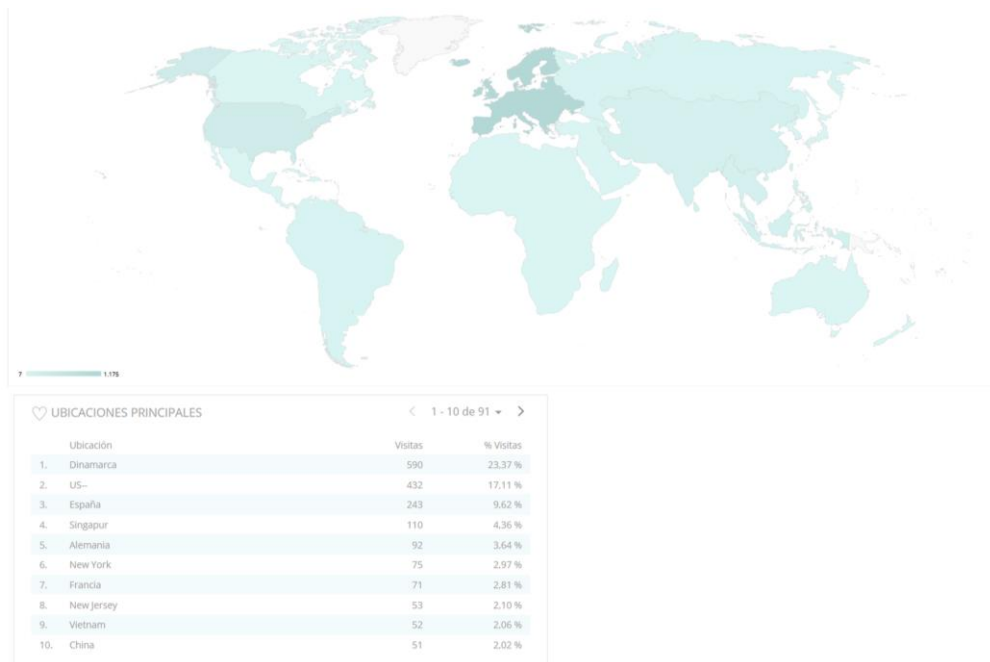 7 1.175
UBICACIONES PRINCIPALES 1 - 10 de 91
Ubicación Visitas % Visitas
1. Dinamarca 590 23,37 %
2. US-- 432 17,11 %
3. España 243 9,62 %
4. Singapur 110 4,36 %
5. Alemania 92 3,64 %
6. New York 75 2,97 %
7. Francia 71 2,81 %
8. New Jersey 53 2,10 %
9. Vietnam 52 2,06 %
10. China 51 2,02 %